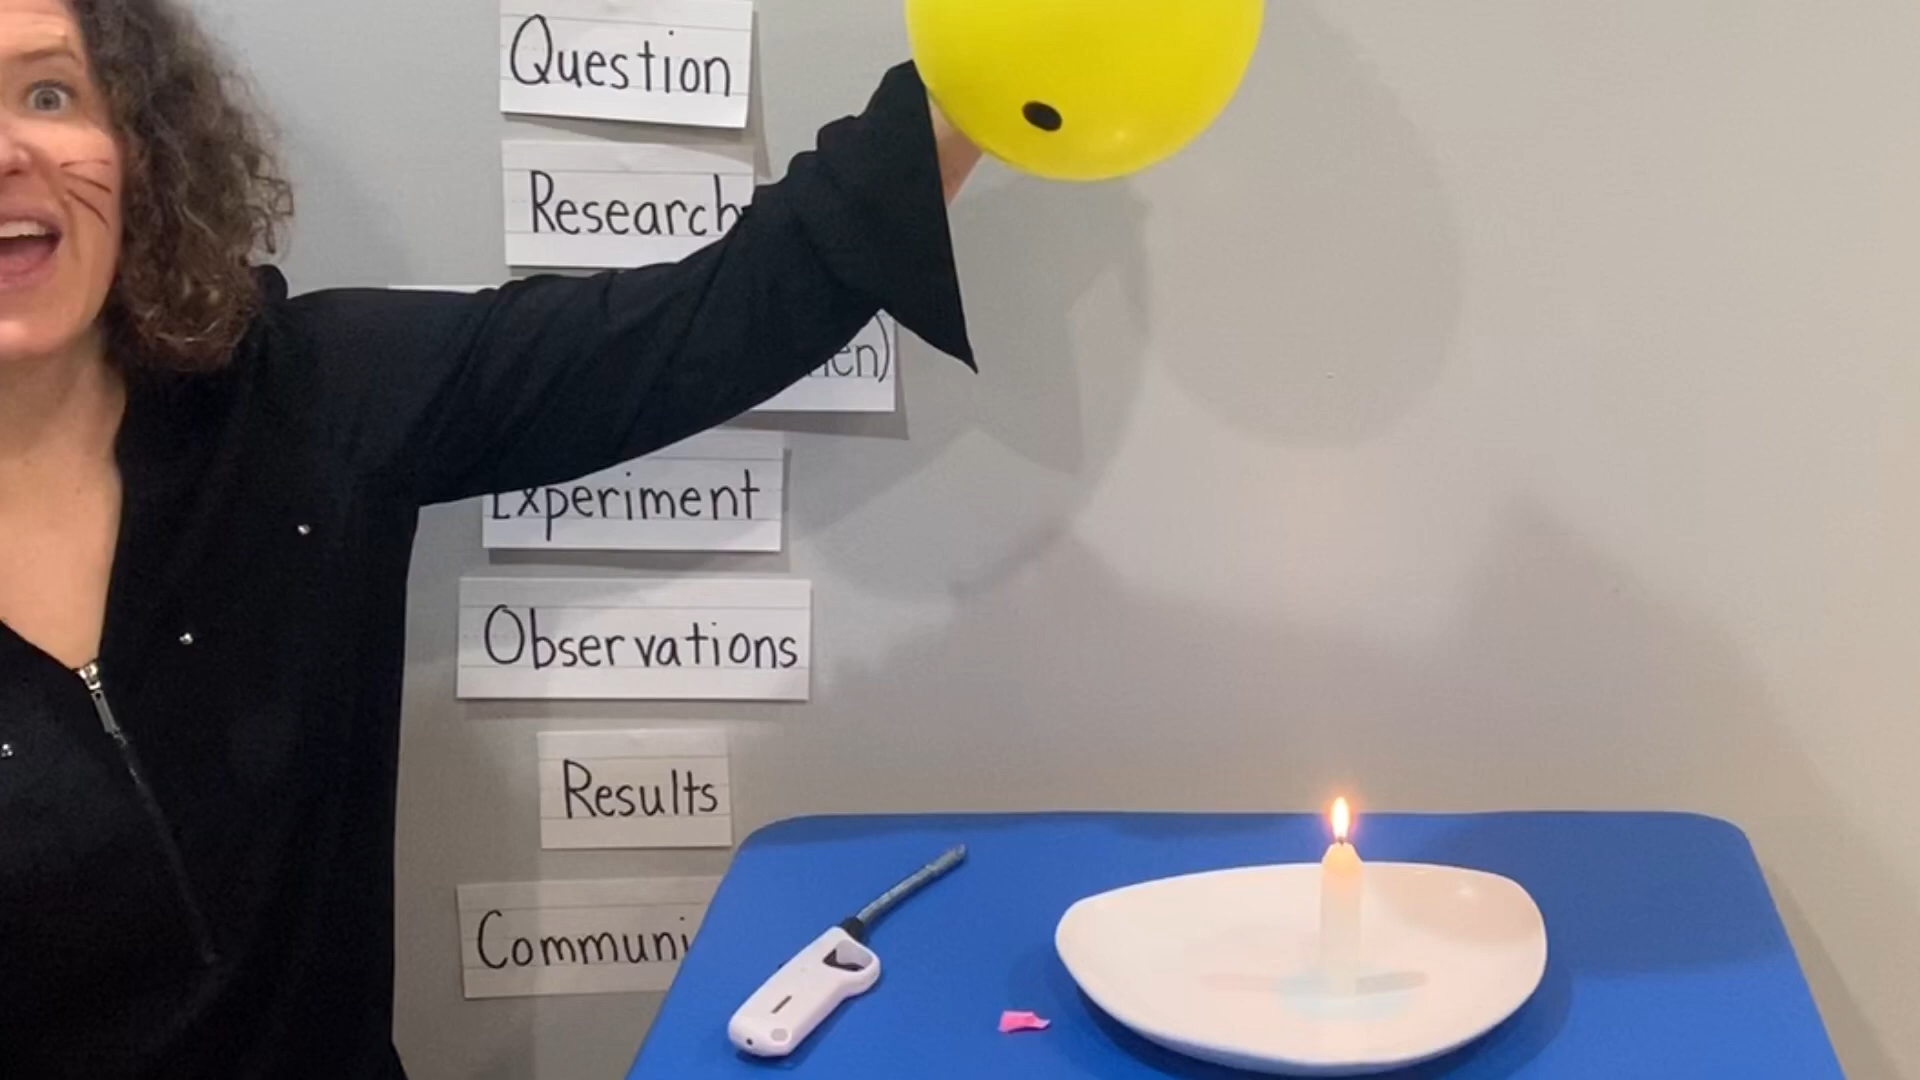 Question
Research
Experiment
Observations
Results